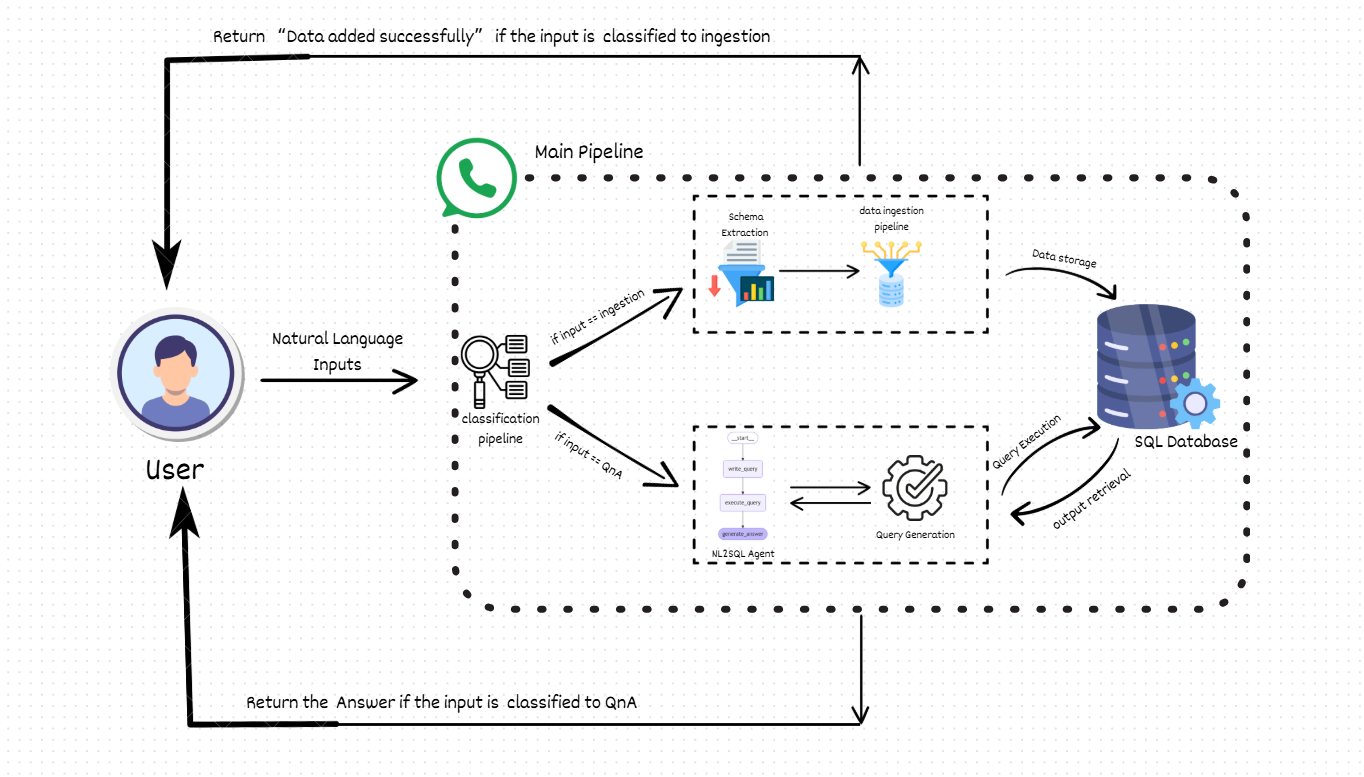 Return “Data added successfully” if the input is classified to ingestion
Main Pipeline
Schema
Extraction
data ingestion
pipeline
Data storage
if input == ingestion
Natural Language
Inputs
classification
pipeline
if input == QnA
User
__start__
write_query
execute_query
generate_answer
NL2SQL Agent
Query Generation
Query Execution
SQL Database
output retrieval
Return the Answer if the input is classified to QnA